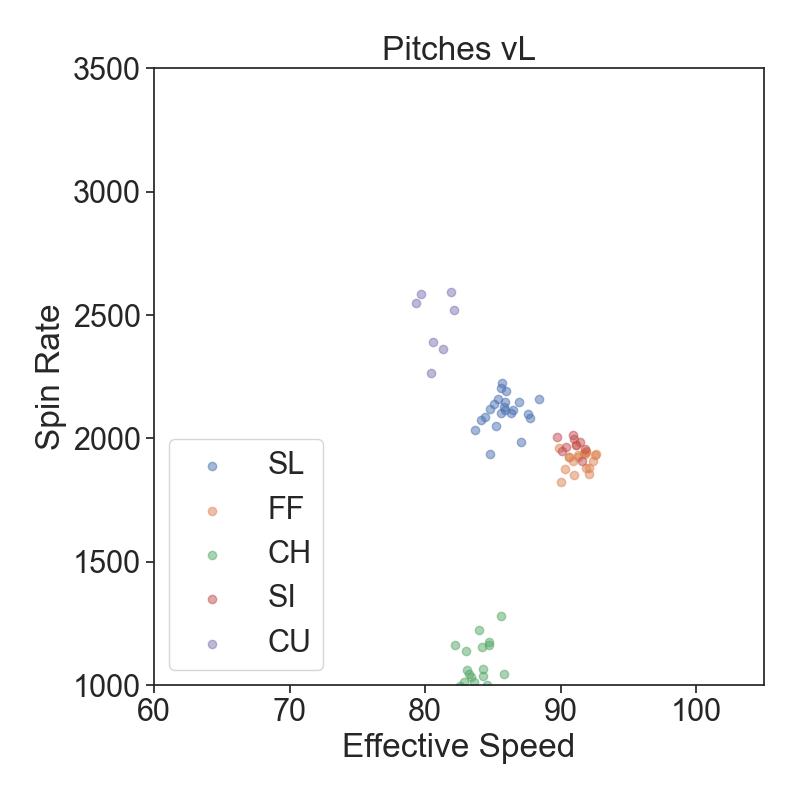 Pitches vL
3500
3000
2500
2000
1500
1000
Spin Rate
SL
FF
CH
SI
CU
60 70 80 90 100
Effective Speed